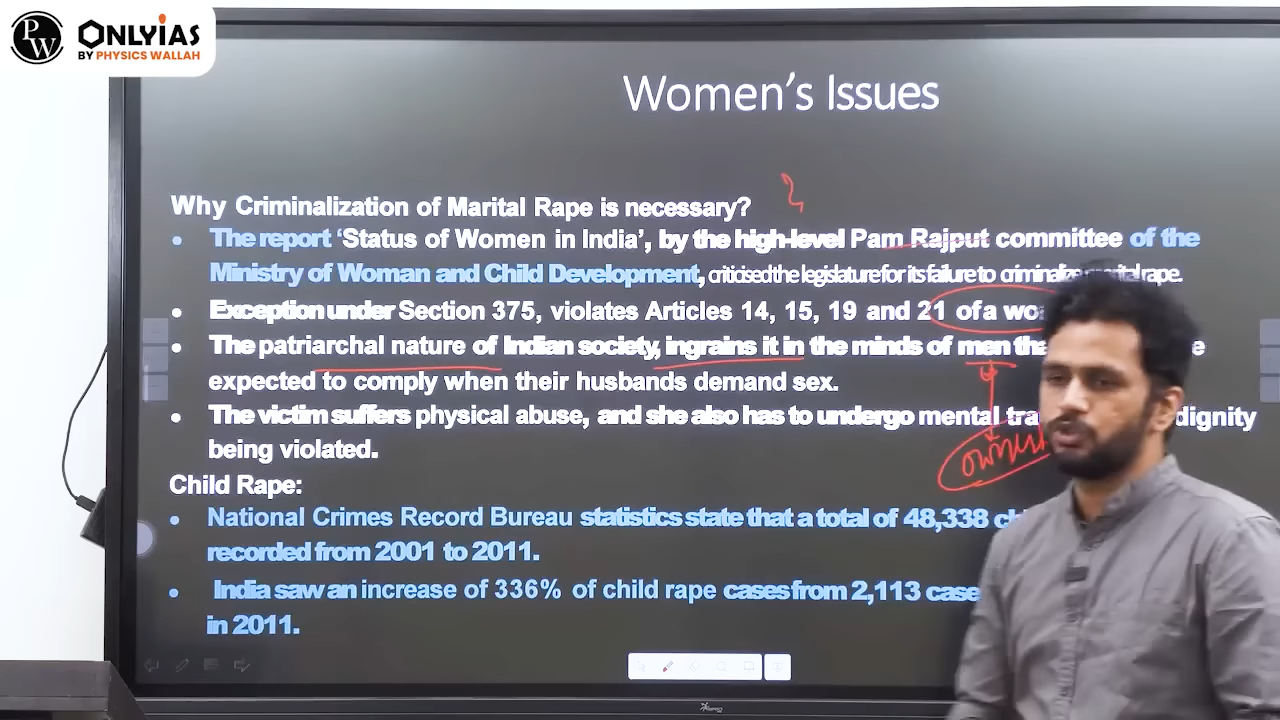 PW
ONLYIAS
BY PHYSICS WALLAH
Women's Issues
Why Criminalization of Marital Rape is necessary?
• The report 'Status of Women in India', by the high-level Pam Rajput committee of the
Ministry of Woman and Child Development, criticised the legislature for its failure to criminalize marital rape.
• Exception under Section 375, violates Articles 14, 15, 19 and 21 of a
• The patriarchal nature of Indian society, ingrains it in the minds of men
expected to comply when their husbands demand sex.
• The victim suffers physical abuse, and she also has to undergo mental dignity
being violated.
Child Rape:
• National Crimes Record Bureau statistics state that a total of 48,338
recorded from 2001 to 2011.
• India saw an increase of 336% of child rape cases from 2,113 case
in 2011.